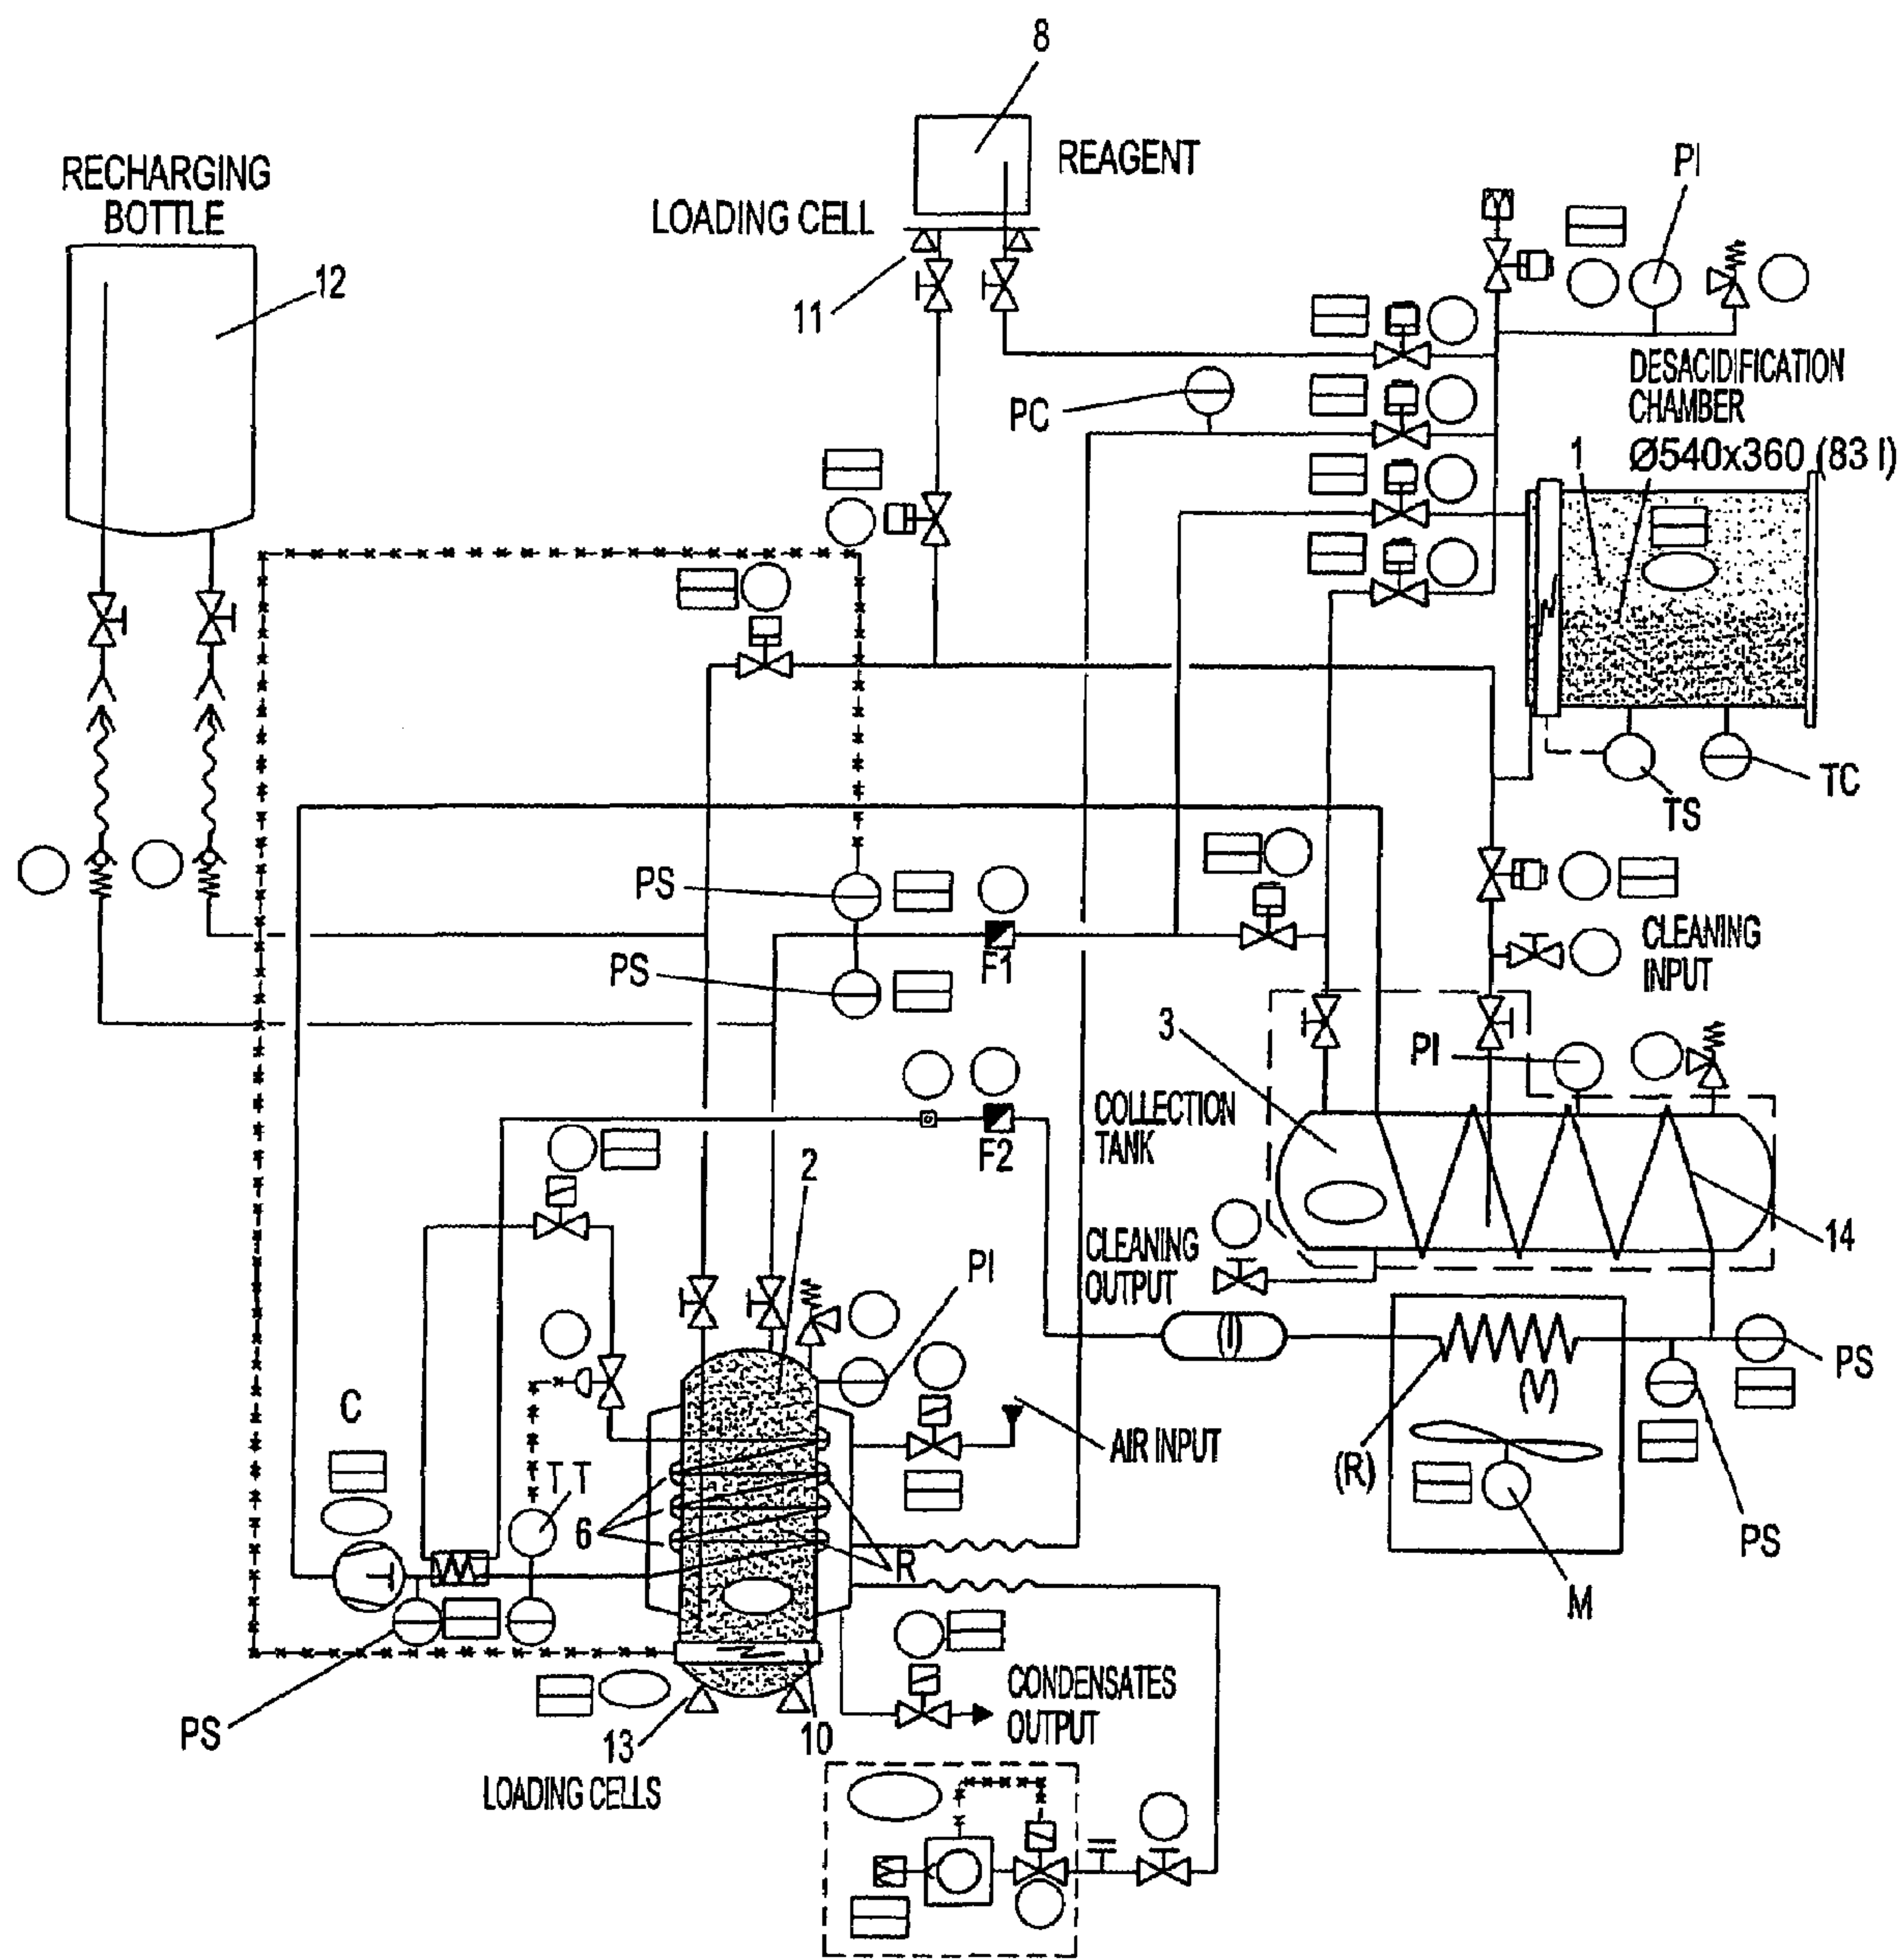 8
RECHARGING
BOTTLE
REAGENT
PI
LOADING CELL
12
11
DESACIDIFICATION
CHAMBER
PC
1
Ø540x360 (83 l)
TC
TS
PS
F1
PS
CLEANING
INPUT
3
PI
COLLECTION
TANK
F2
2
14
CLEANING
OUTPUT
PI
PS
(V)
C
AIR INPUT
(R)
TT
6
R
PS
M
CONDENSATES
OUTPUT
PS
13
10
LOADING CELLS